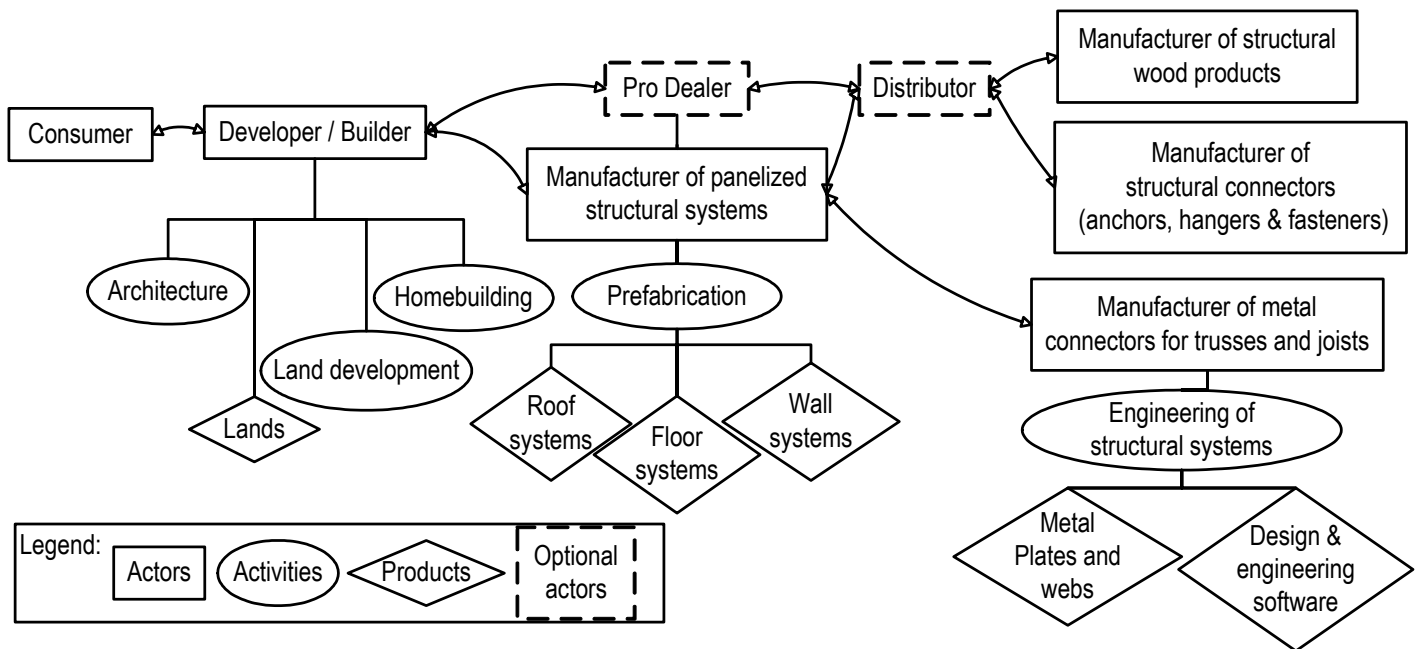 Manufacturer of structural
wood products
Pro Dealer
Distributor
Consumer
Developer / Builder
Manufacturer of panelized
structural systems
Manufacturer of
structural connectors
(anchors, hangers & fasteners)
Architecture
Homebuilding
Prefabrication
Manufacturer of metal
connectors for trusses and joists
Land development
Lands
Roof
systems
Floor
systems
Wall
systems
Engineering of
structural systems
Metal
Plates and
webs
Design &
engineering
software
Legend:
Actors
Activities
Products
Optional
actors